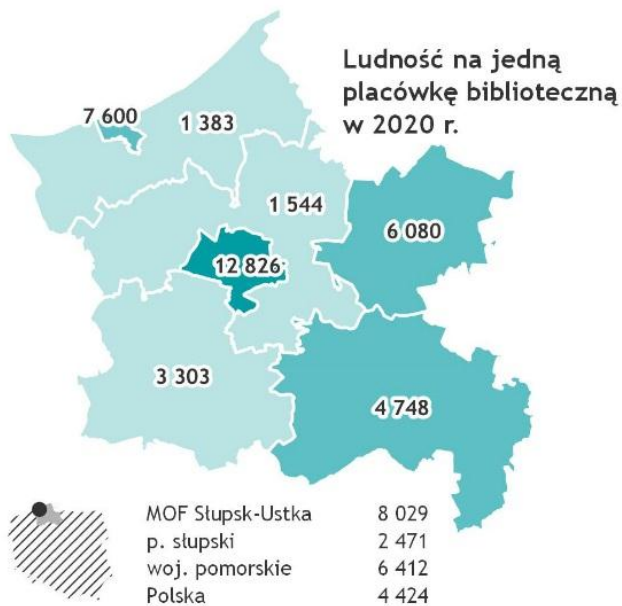 Ludność na jedną
placówkę biblioteczną
w 2020 r.
7 600
1 383
1 544
6 080
12 826
3 303
4 748
MOF Słupsk-Ustka 8 029
p. słupski 2 471
woj. pomorskie 6 412
Polska 4 424